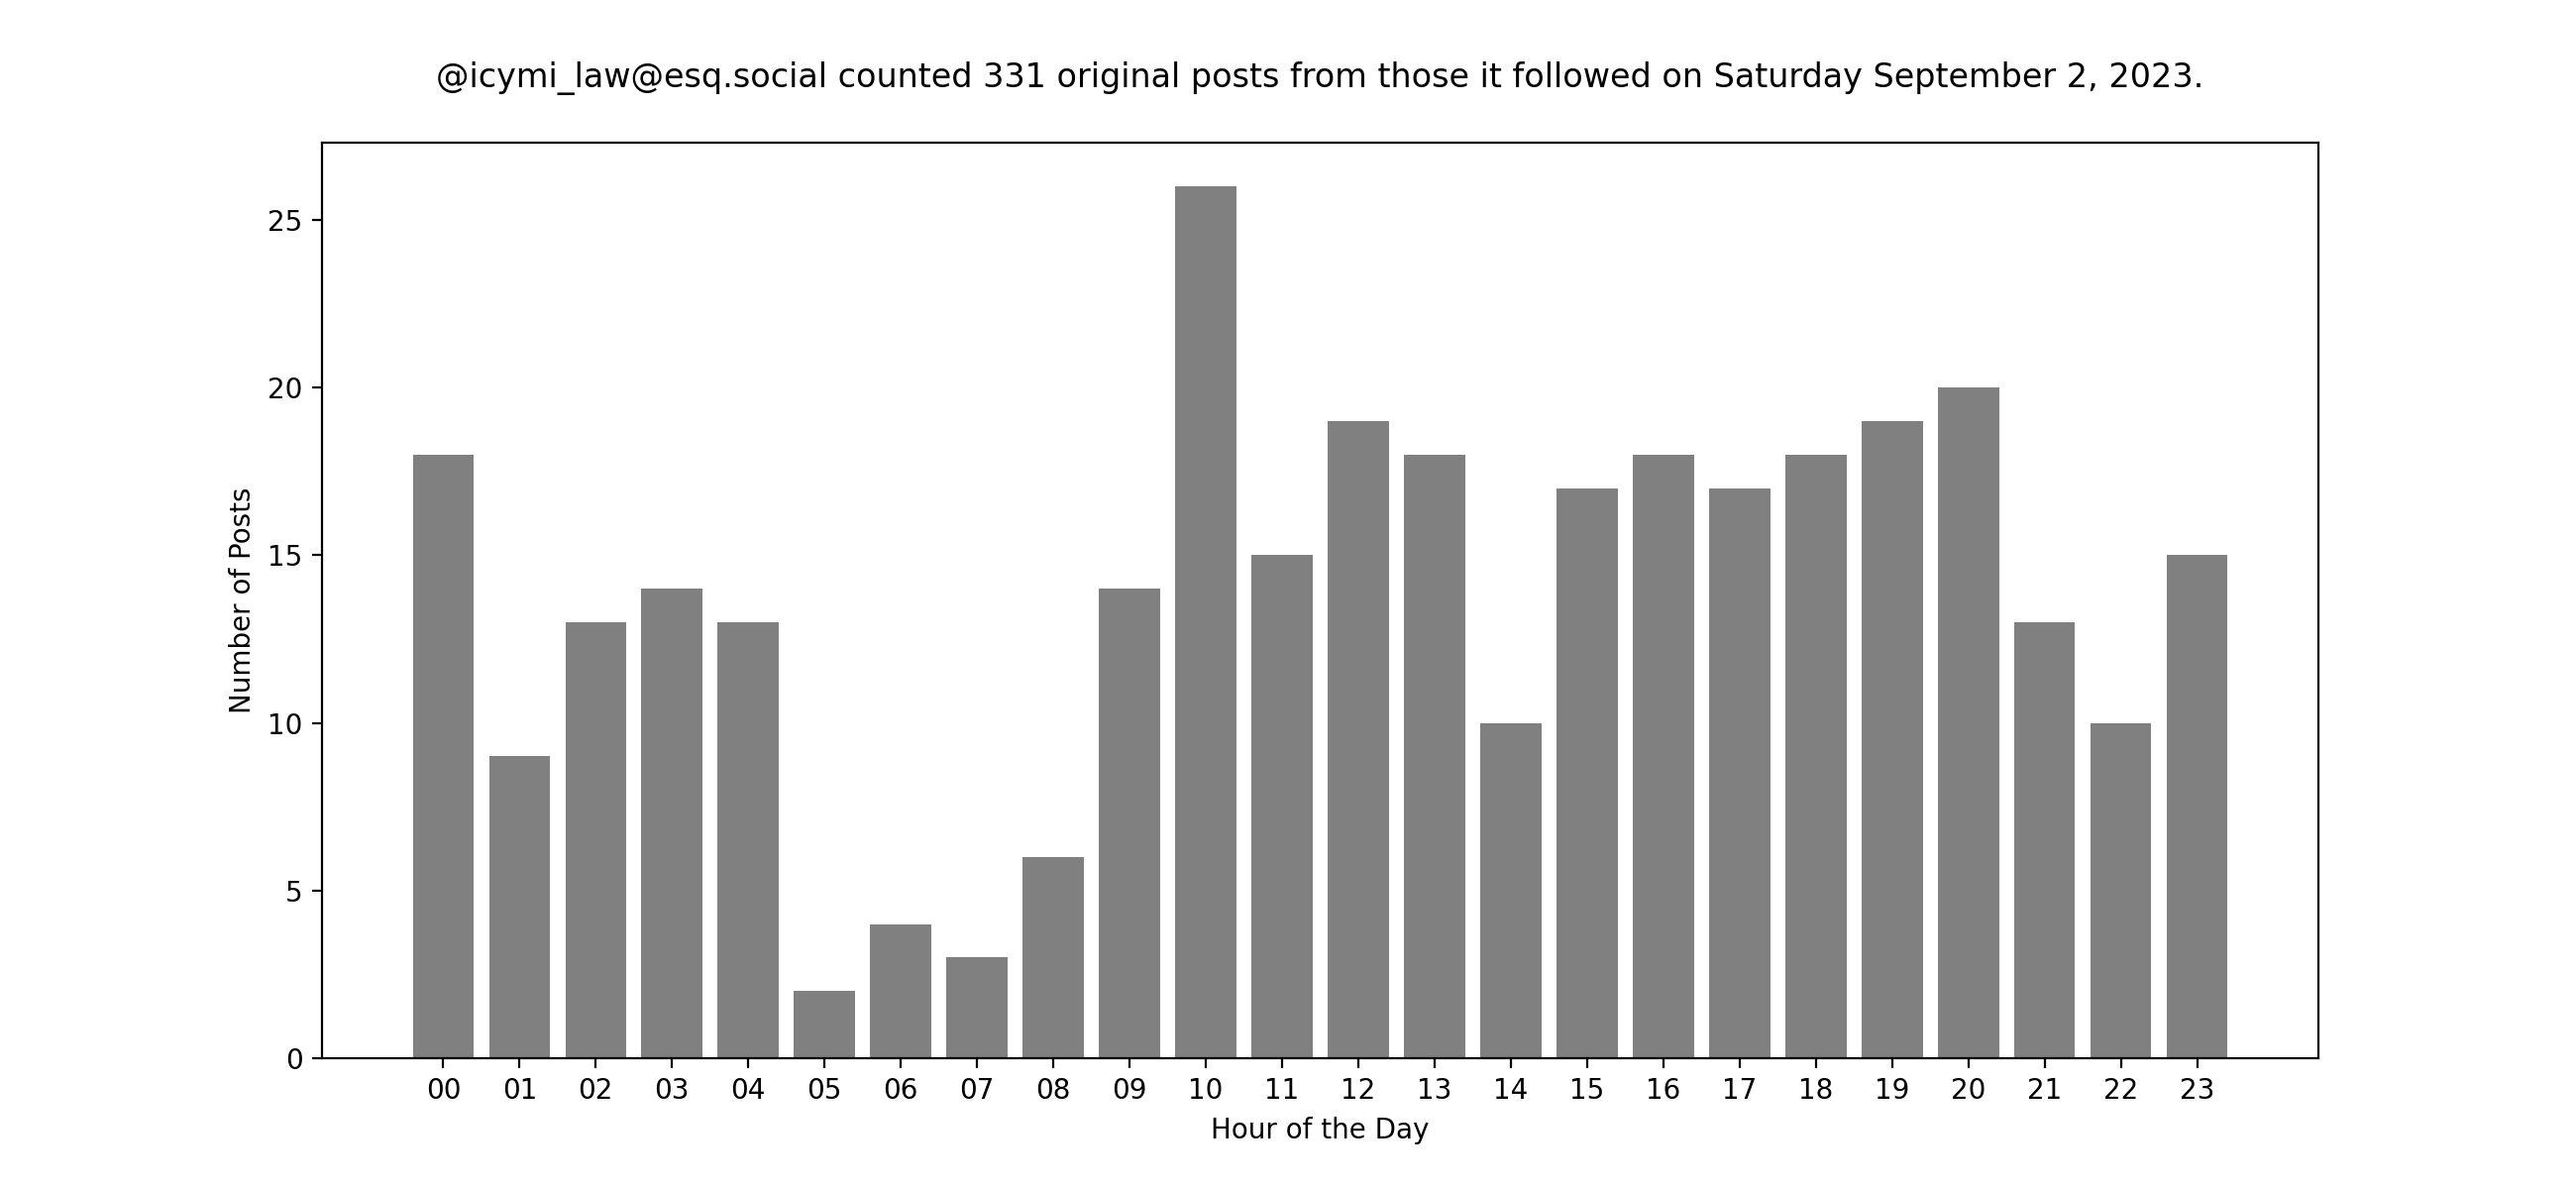 @icymi_law@esq.social counted 331 original posts from those it followed on Saturday September 2, 2023.
25
20
15
10
5
0
Number of Posts
00 01 02 03 04 05 06 07 08 09 10 11 12 13 14 15 16 17 18 19 20 21 22 23
Hour of the Day